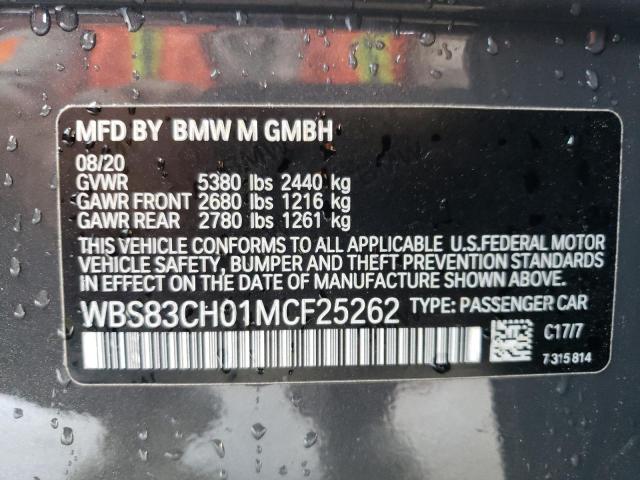 MFD BY BMW M GMBH
08/20
GVWR 5380 lbs 2440 kg
GAWR FRONT 2680 lbs 1216 kg
GAWR REAR 2780 lbs 1261 kg
THIS VEHICLE CONFORMS TO ALL APPLICABLE U.S.FEDERAL MOTOR
VEHICLE SAFETY, BUMPER AND THEFT PREVENTION STANDARDS
IN EFFECT ON THE DATE OF MANUFACTURE SHOWN ABOVE.
WBS83CH01MCF25262 TYPE: PASSENGER CAR
C17/7
7 315 814